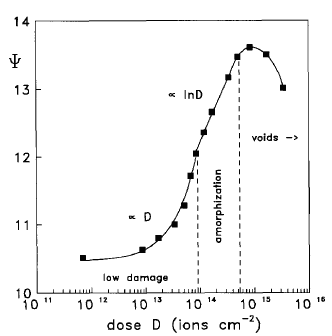 14
Ψ
13
∝ lnD
12
voids ->
amorphization
∝ D
11
low damage
10
10¹¹ 10¹² 10¹³ 10¹⁴ 10¹⁵ 10¹⁶
dose D (ions cm⁻²)